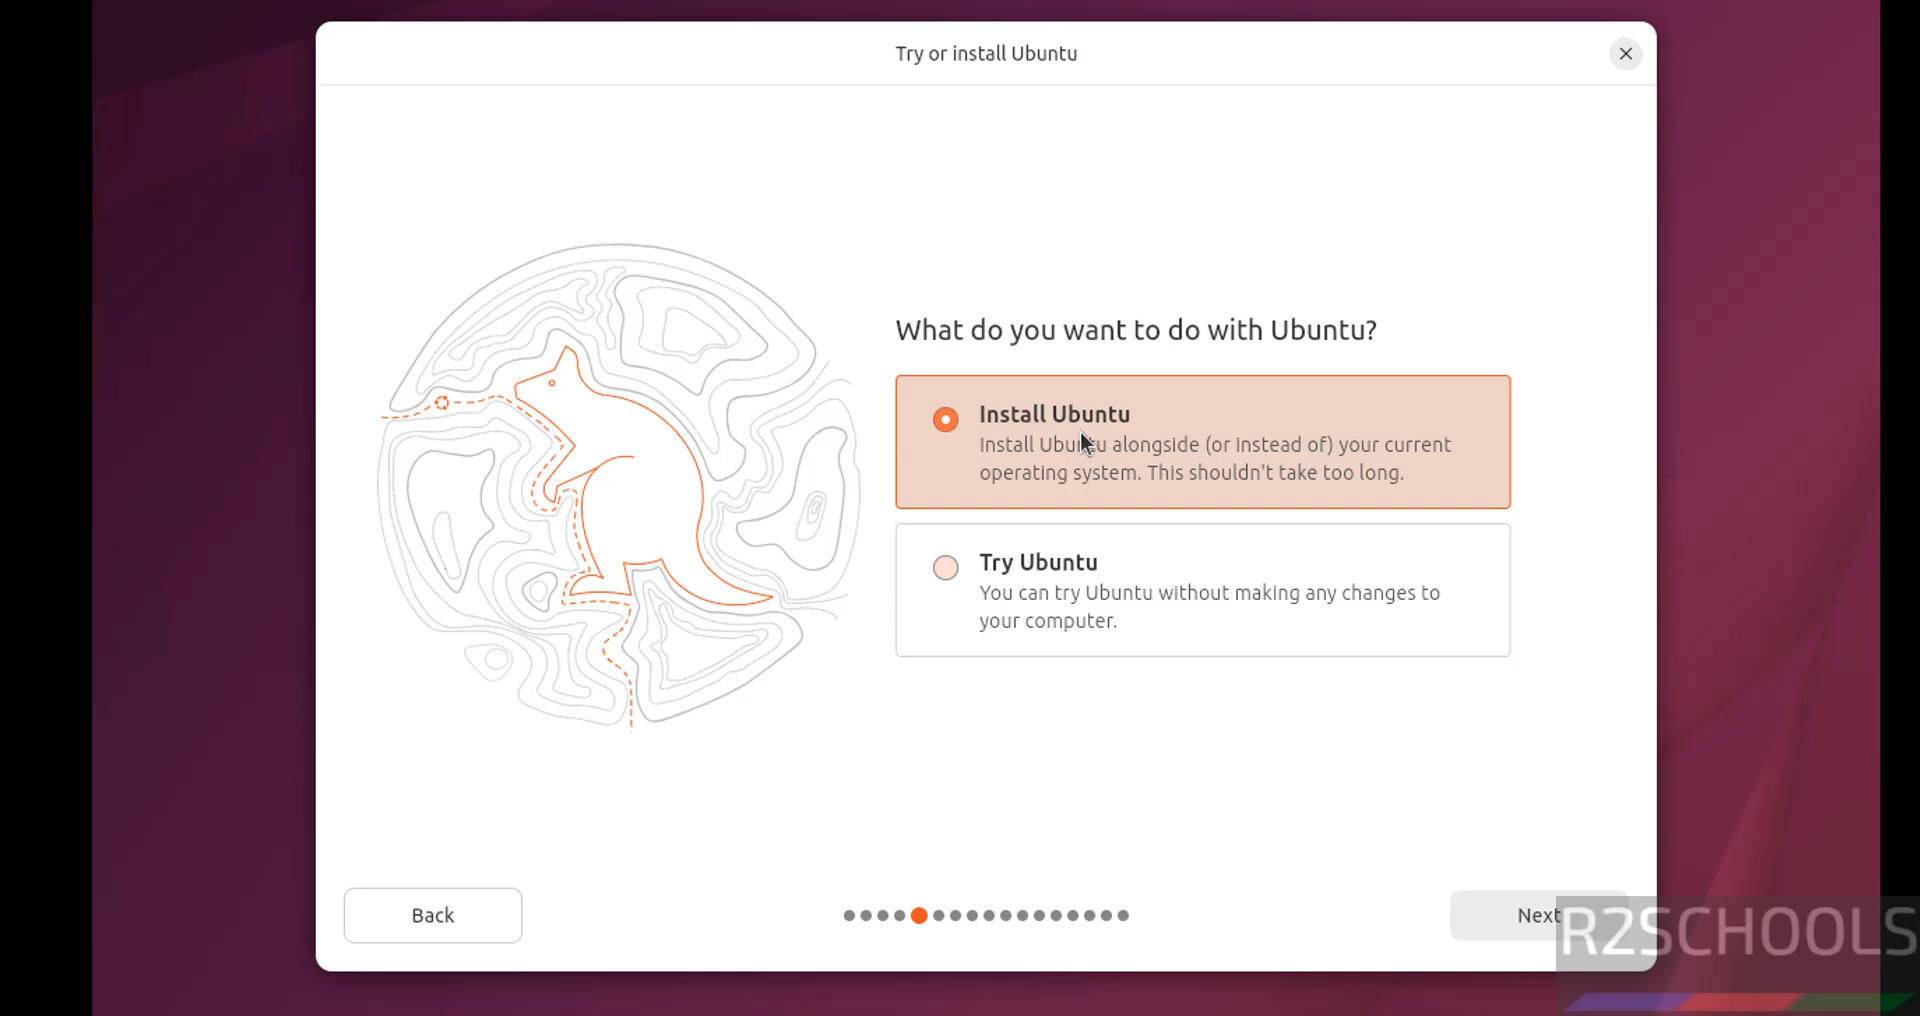 Try or install Ubuntu
What do you want to do with Ubuntu?
Install Ubuntu
Install Ubuntu alongside (or instead of) your current
operating system. This shouldn't take too long.
Try Ubuntu
You can try Ubuntu without making any changes to
your computer.
Back
Next
R2SCHOOLS